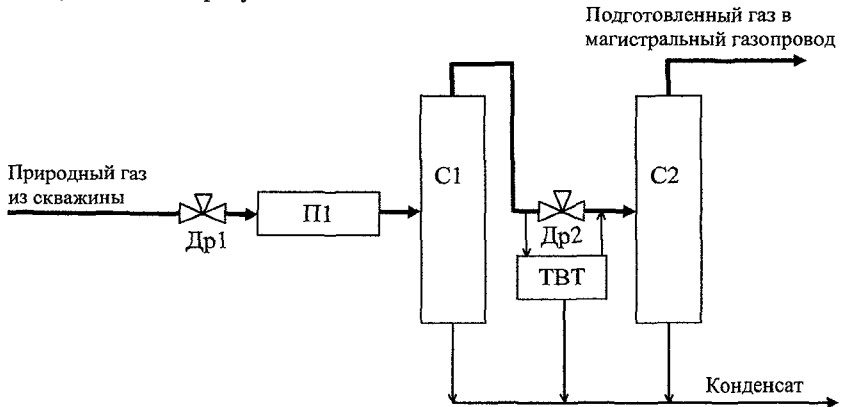 Подготовленный газ в
магистральный газопровод
Природный газ
из скважины
Др1
П1
С1
Др2
ТВТ
С2
Конденсат